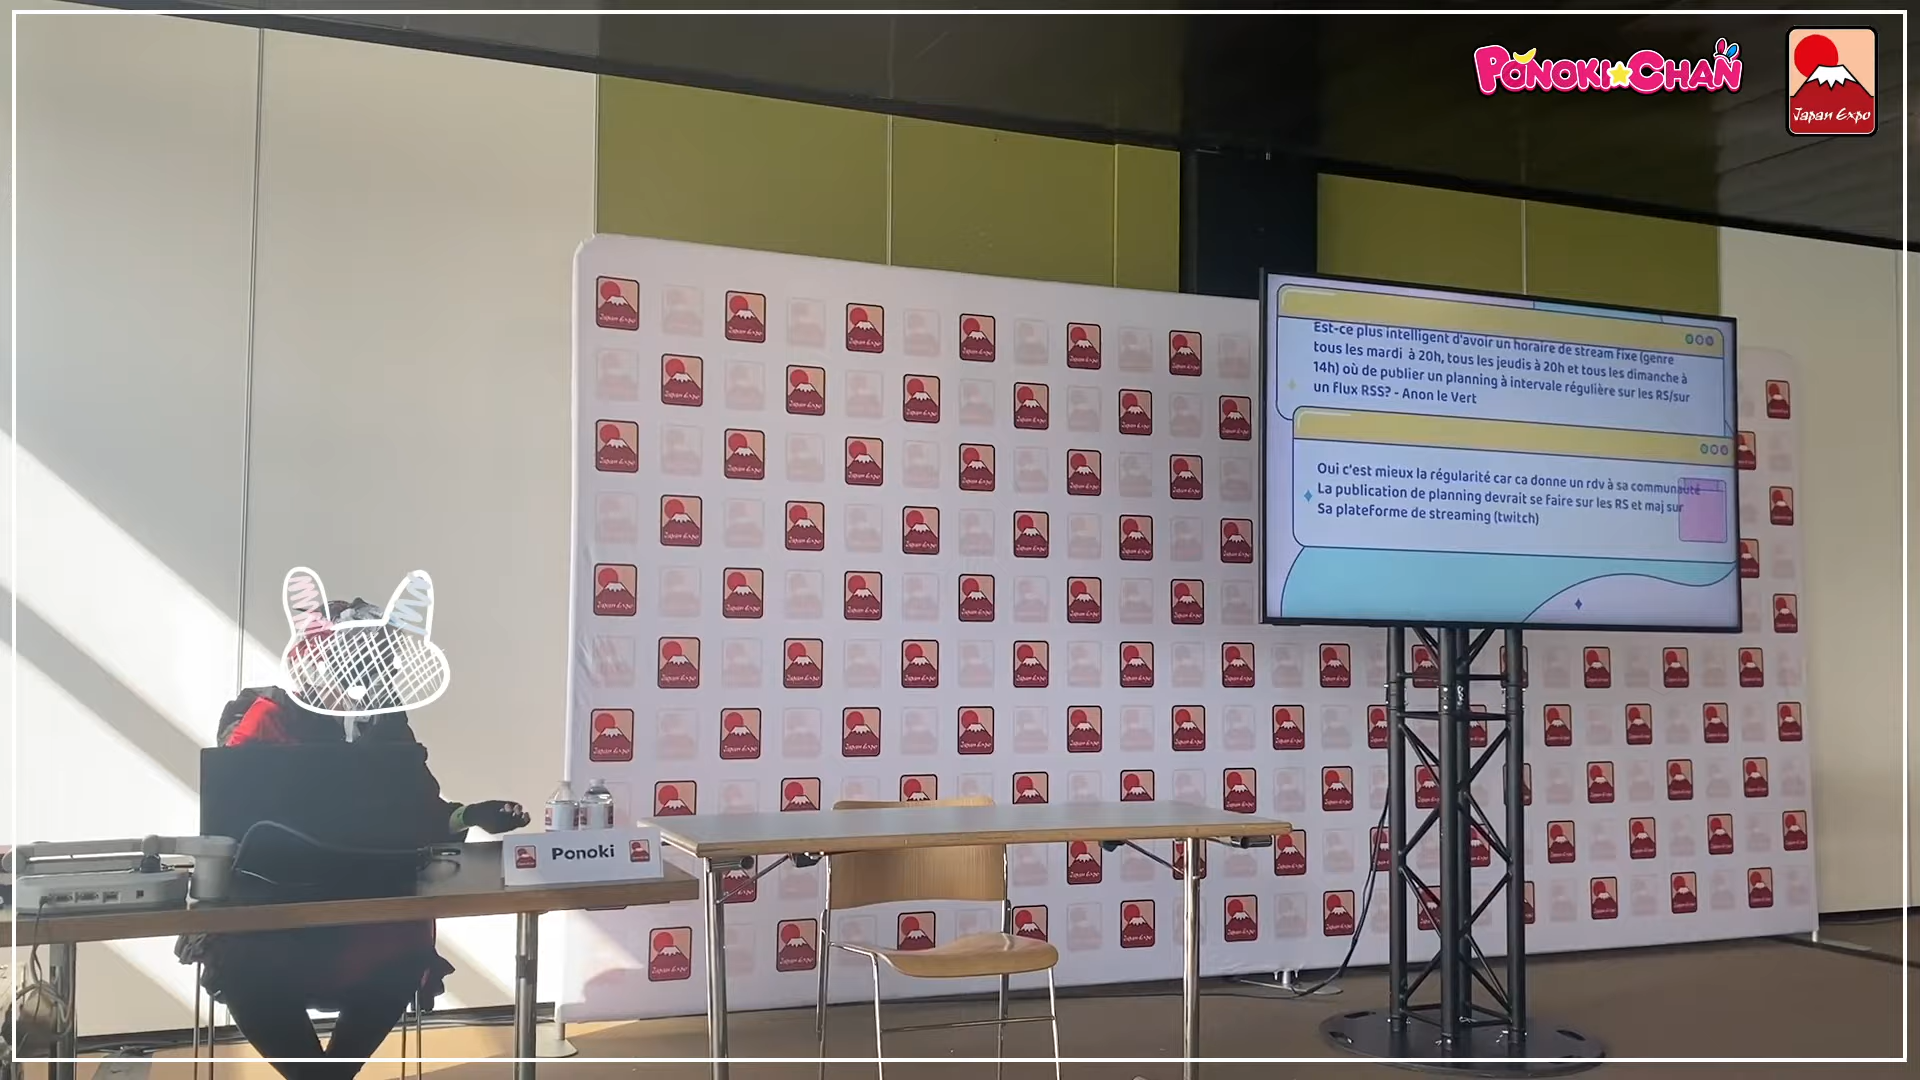 PONOKI CHAN
Japan Expo
Est-ce plus intelligent d'avoir un horaire de stream fixe (genre
tous les mardi à 20h, tous les jeudis à 20h et tous les dimanche à
14h) où de publier un planning à intervale régulière sur les RS/sur
un flux RSS? - Anon le Vert
Oui c'est mieux la régularité car ca donne un rdv à sa communauté
La publication de planning devrait se faire sur les RS et maj sur
Sa plateforme de streaming (twitch)
Ponoki